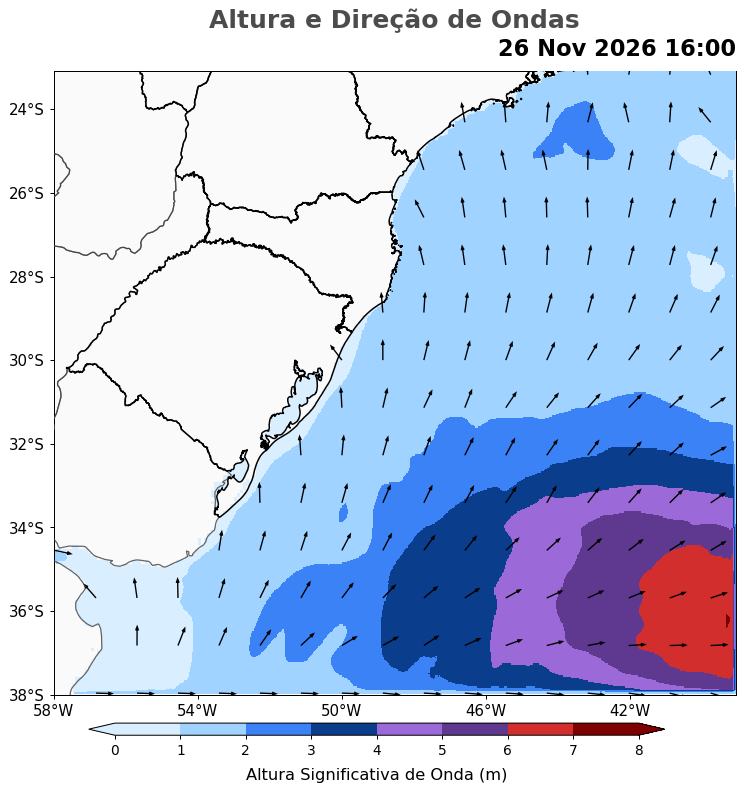 Altura e Direção de Ondas
26 Nov 2026 16:00
24°S
26°S
28°S
30°S
32°S
34°S
36°S
38°S
58°W 54°W 50°W 46°W 42°W
0 1 2 3 4 5 6 7 8
Altura Significativa de Onda (m)